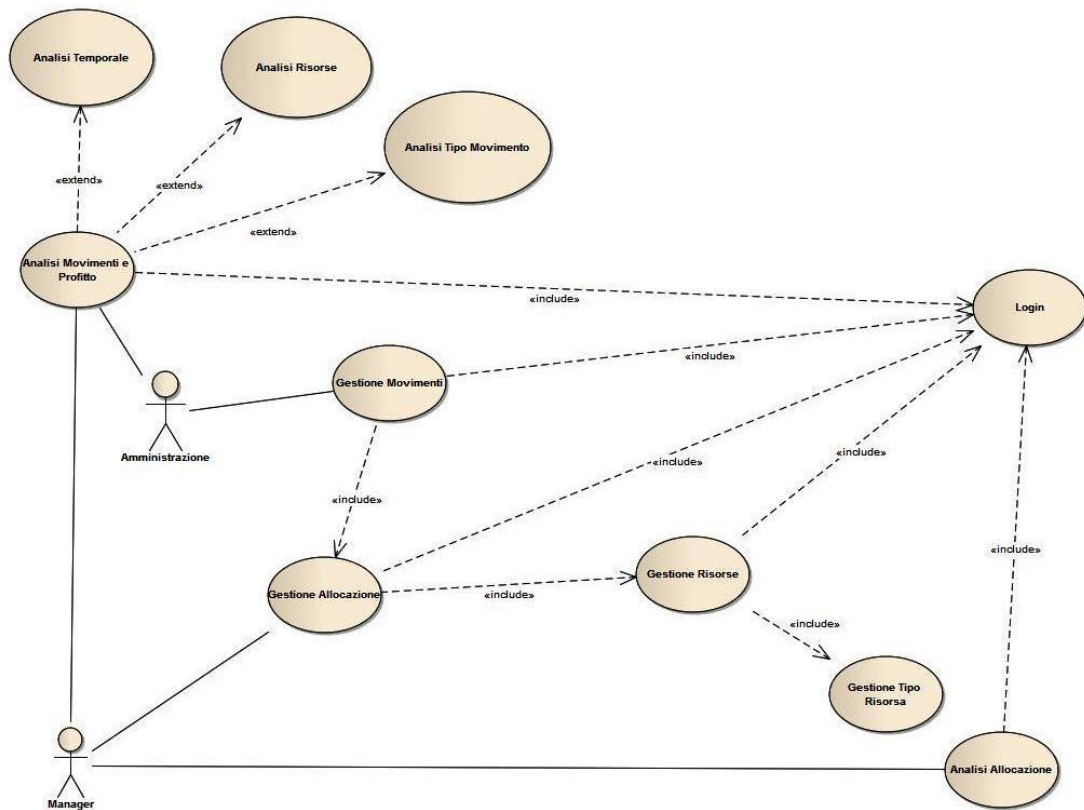 Analisi Temporale
Analisi Risorse
Analisi Tipo Movimento
«extend»
«extend»
«extend»
Analisi Movimenti e
Profitto
«include»
Login
«include»
Gestione Movimenti
Amministrazione
«include»
«include»
«include»
«include»
Gestione Allocazione
«include»
Gestione Risorse
«include»
Gestione Tipo
Risorsa
Analisi Allocazione
Manager